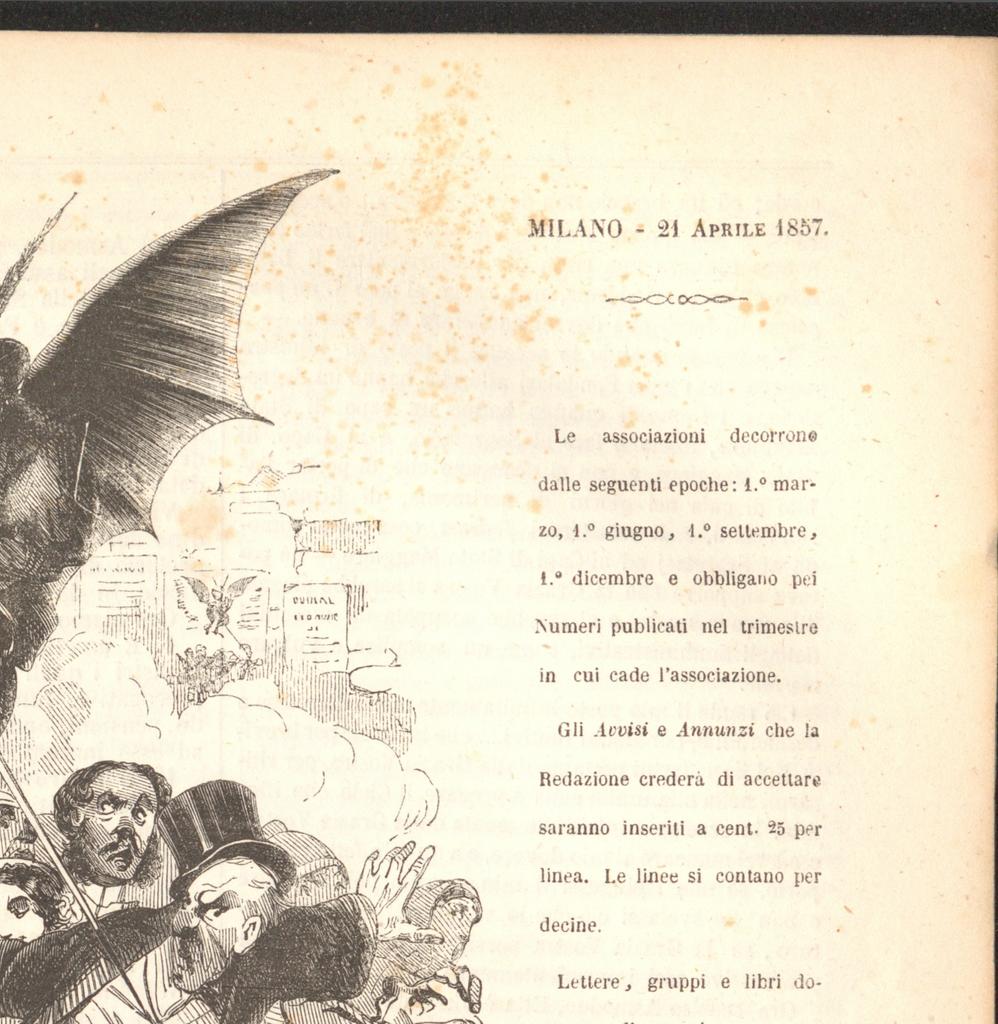 MILANO - 21 APRILE 1857.
Le associazioni decorrono
dalle seguenti epoche: 1.º mar-
zo, 1.º giugno, 1.º settembre,
1.º dicembre e obbligano pei
Numeri publicati nel trimestre
in cui cade l'associazione.
Gli Avvisi e Annunzi che la
Redazione crederà di accettare
saranno inseriti a cent. 25 per
linea. Le linee si contano per
decine.
Lettere, gruppi e libri do-